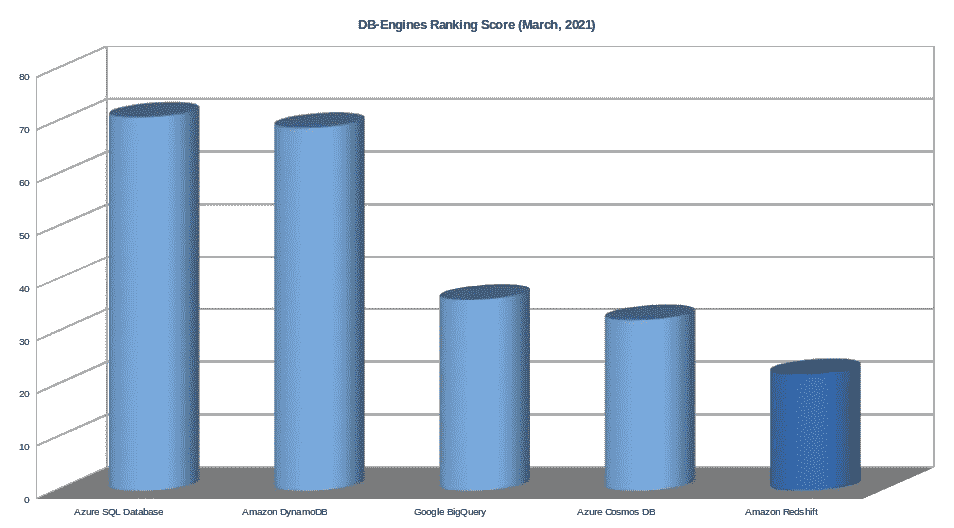 DB-Engines Ranking Score (March, 2021)
80
70
60
50
40
30
20
10
0
Azure SQL Database
Amazon DynamoDB
Google BigQuery
Azure Cosmos DB
Amazon Redshift